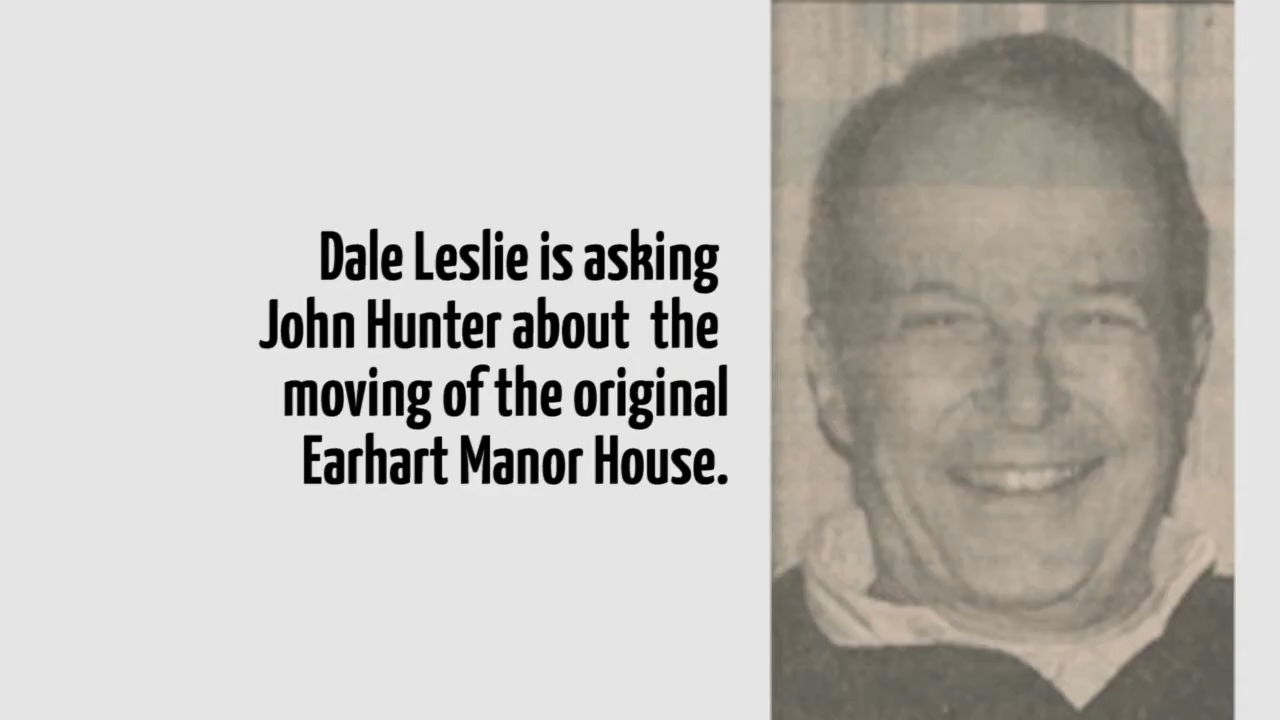 Dale Leslie is asking
John Hunter about  the
moving of the original
Earhart Manor House.